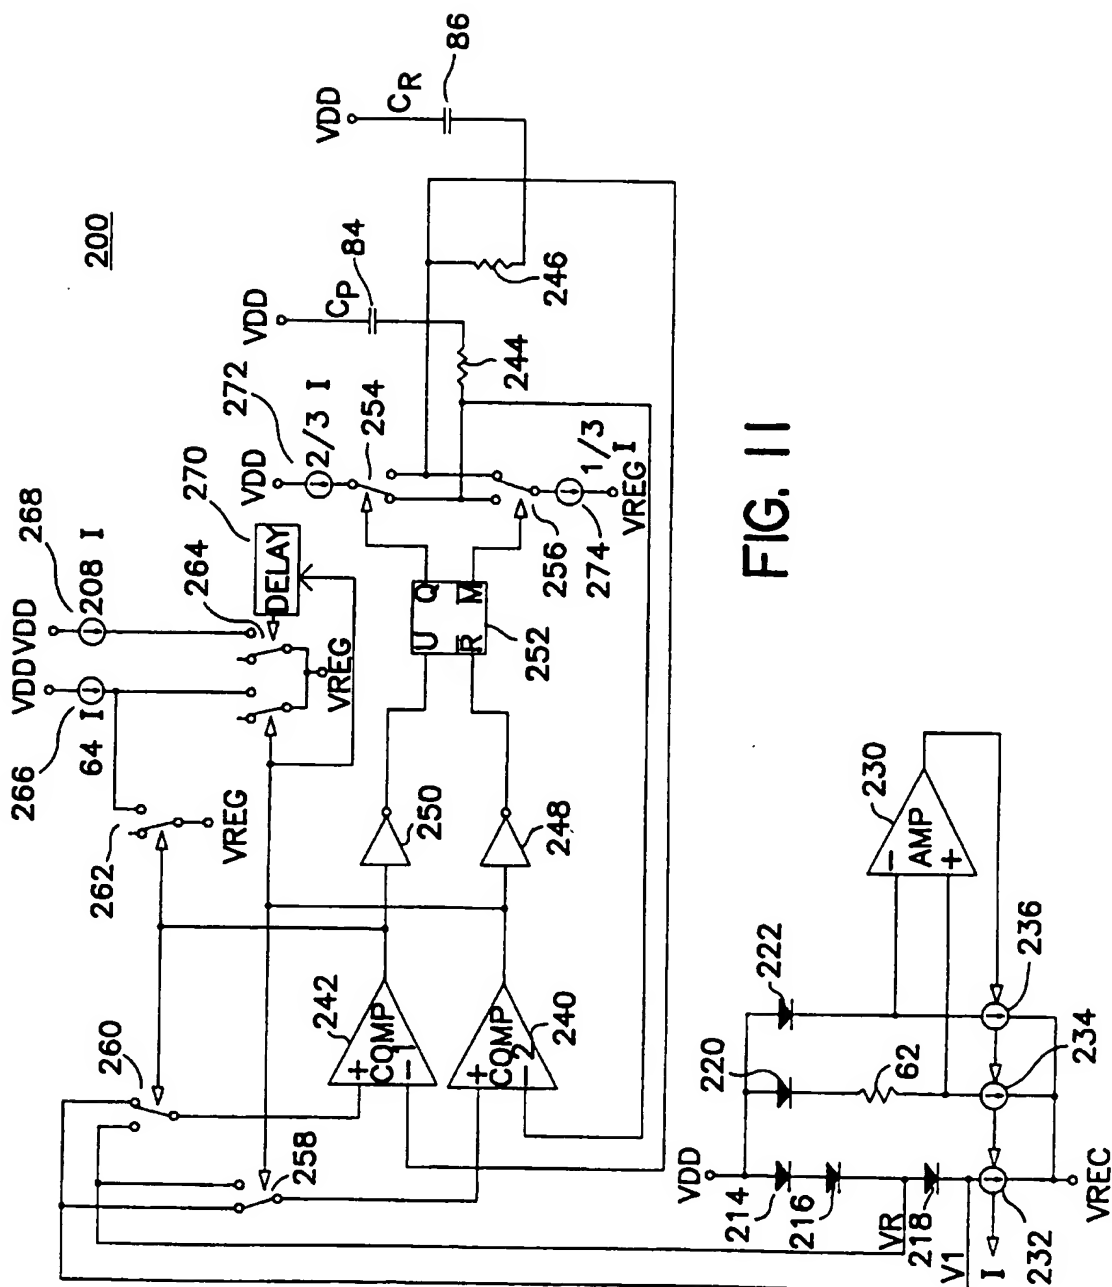 200
VDD
CR
86
VDD
CP
84
246
244
272
VDD
2/3 I
254
270
DELAY
268
VDD
208 I
264
VDD
64 I
266
VREG
262
VREG
256
1/3 I
274
VREG
U Q
R M
252
250
248
260
258
242
+
COMP 1
−
240
+
COMP 2
−
230
AMP
−
+
VDD
214
216
VR
218
V1
220
62
222
236
234
232
I
VREC
FIG. 11